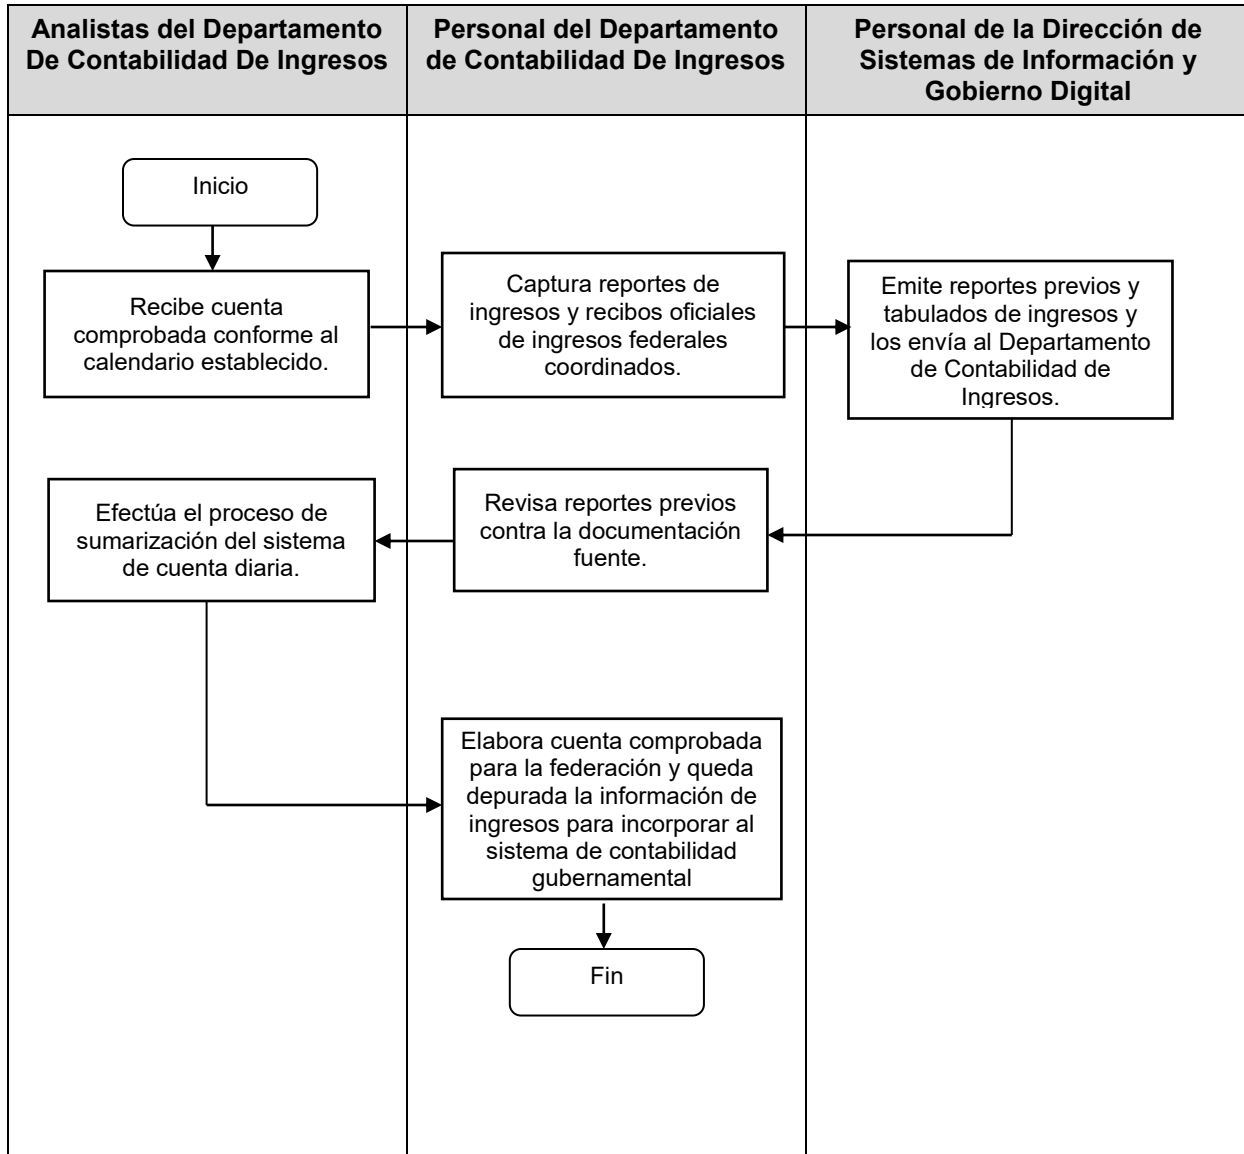 Analistas del Departamento
De Contabilidad De Ingresos
Personal del Departamento
de Contabilidad De Ingresos
Personal de la Dirección de
Sistemas de Información y
Gobierno Digital
Inicio
Recibe cuenta
comprobada conforme al
calendario establecido.
Captura reportes de
ingresos y recibos oficiales
de ingresos federales
coordinados.
Emite reportes previos y
tabulados de ingresos y
los envía al Departamento
de Contabilidad de
Ingresos.
Revisa reportes previos
contra la documentación
fuente.
Efectúa el proceso de
sumarización del sistema
de cuenta diaria.
Elabora cuenta comprobada
para la federación y queda
depurada la información de
ingresos para incorporar al
sistema de contabilidad
gubernamental
Fin